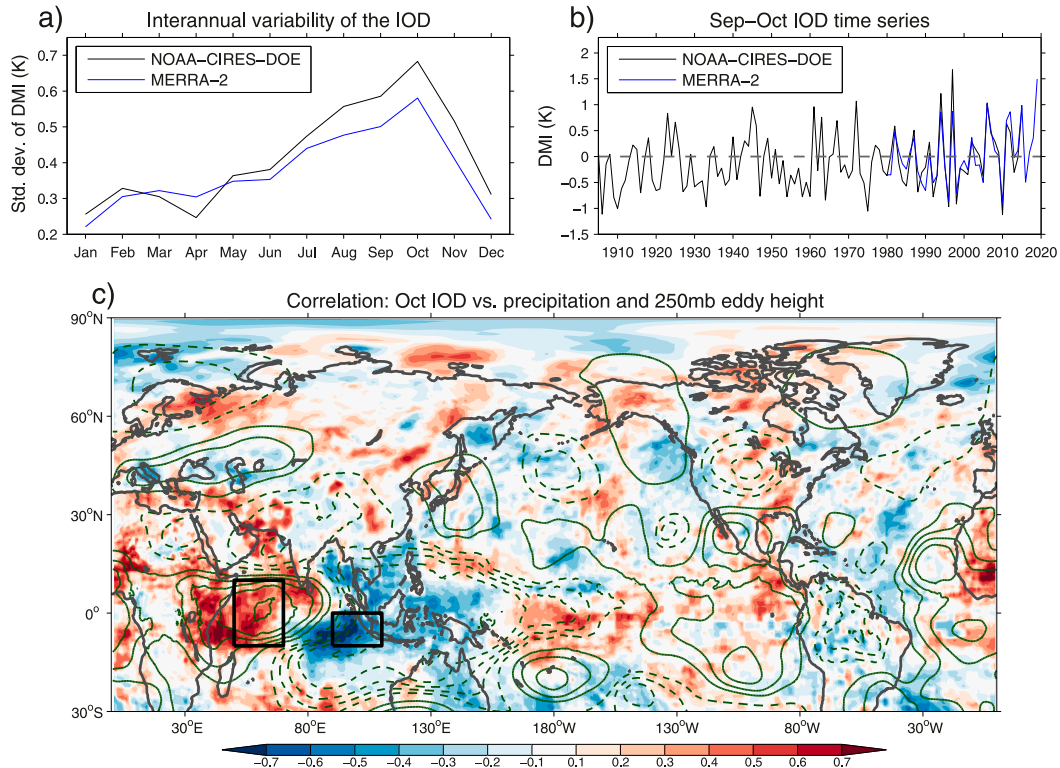 a)
Interannual variability of the IOD
Std. dev. of DMI (K)
0.7
0.6
0.5
0.4
0.3
0.2
NOAA−CIRES−DOE
MERRA−2
Jan Feb Mar Apr May Jun Jul Aug Sep Oct Nov Dec
b)
Sep−Oct IOD time series
DMI (K)
2
1.5
1
0.5
0
−0.5
−1
−1.5
NOAA−CIRES−DOE
MERRA−2
1910 1920 1930 1940 1950 1960 1970 1980 1990 2000 2010 2020
c)
Correlation: Oct IOD vs. precipitation and 250mb eddy height
90°N
60°N
30°N
0°
30°S
30°E 80°E 130°E 180°W 130°W 80°W 30°W
−0.7 −0.6 −0.5 −0.4 −0.3 −0.2 −0.1 0.1 0.2 0.3 0.4 0.5 0.6 0.7